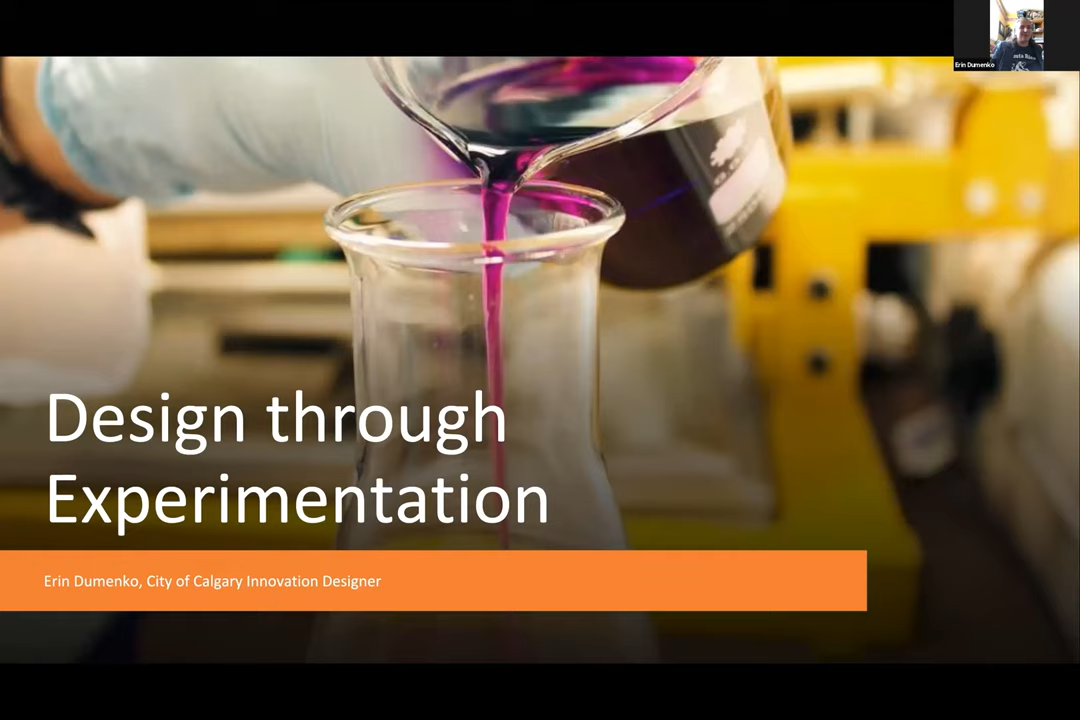 Erin Dumenko
Design through
Experimentation
Erin Dumenko, City of Calgary Innovation Designer